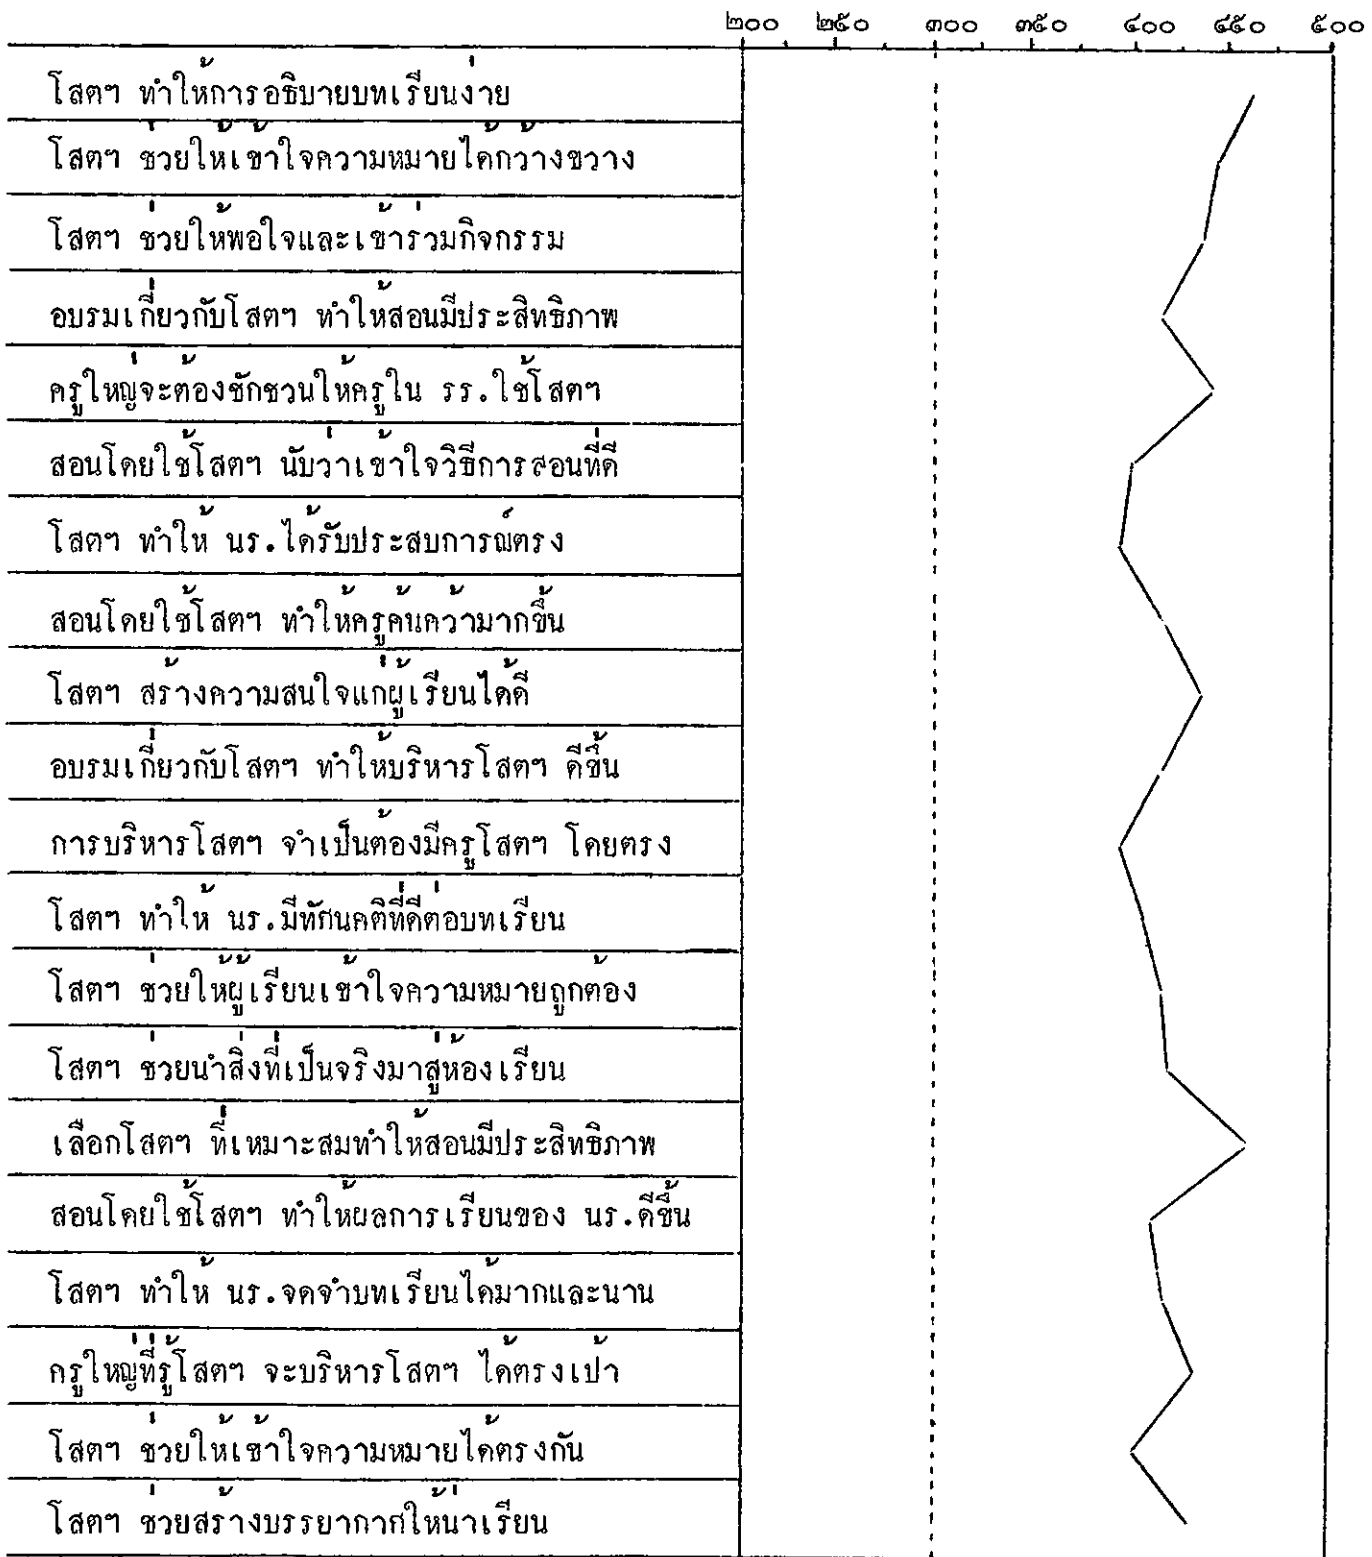 ๒๐๐ ๒๕๐ ๓๐๐ ๓๕๐ ๔๐๐ ๔๕๐ ๕๐๐
โสตฯ ทำให้การอธิบายบทเรียนง่าย
โสตฯ ช่วยให้เข้าใจความหมายได้กว้างขวาง
โสตฯ ช่วยให้พอใจและเข้าร่วมกิจกรรม
อบรมเกี่ยวกับโสตฯ ทำให้สอนมีประสิทธิภาพ
ครูใหญ่จะต้องชักชวนให้ครูใน รร.ใช้โสตฯ
สอนโดยใช้โสตฯ นับว่าเข้าใจวิธีการสอนที่ดี
โสตฯ ทำให้ นร.ได้รับประสบการณ์ตรง
สอนโดยใช้โสตฯ ทำให้ครูค้นคว้ามากขึ้น
โสตฯ สร้างความสนใจแก่ผู้เรียนได้ดี
อบรมเกี่ยวกับโสตฯ ทำให้บริหารโสตฯ ดีขึ้น
การบริหารโสตฯ จำเป็นต้องมีครูโสตฯ โดยตรง
โสตฯ ทำให้ นร.มีทัศนคติที่ดีต่อบทเรียน
โสตฯ ช่วยให้ผู้เรียนเข้าใจความหมายถูกต้อง
โสตฯ ช่วยนำสิ่งที่เป็นจริงมาสู่ห้องเรียน
เลือกโสตฯ ที่เหมาะสมทำให้สอนมีประสิทธิภาพ
สอนโดยใช้โสตฯ ทำให้ผลการเรียนของ นร.ดีขึ้น
โสตฯ ทำให้ นร.จดจำบทเรียนได้มากและนาน
ครูใหญ่ที่รู้โสตฯ จะบริหารโสตฯ ได้ตรงเป้า
โสตฯ ช่วยให้เข้าใจความหมายได้ตรงกัน
โสตฯ ช่วยสร้างบรรยากาศให้น่าเรียน